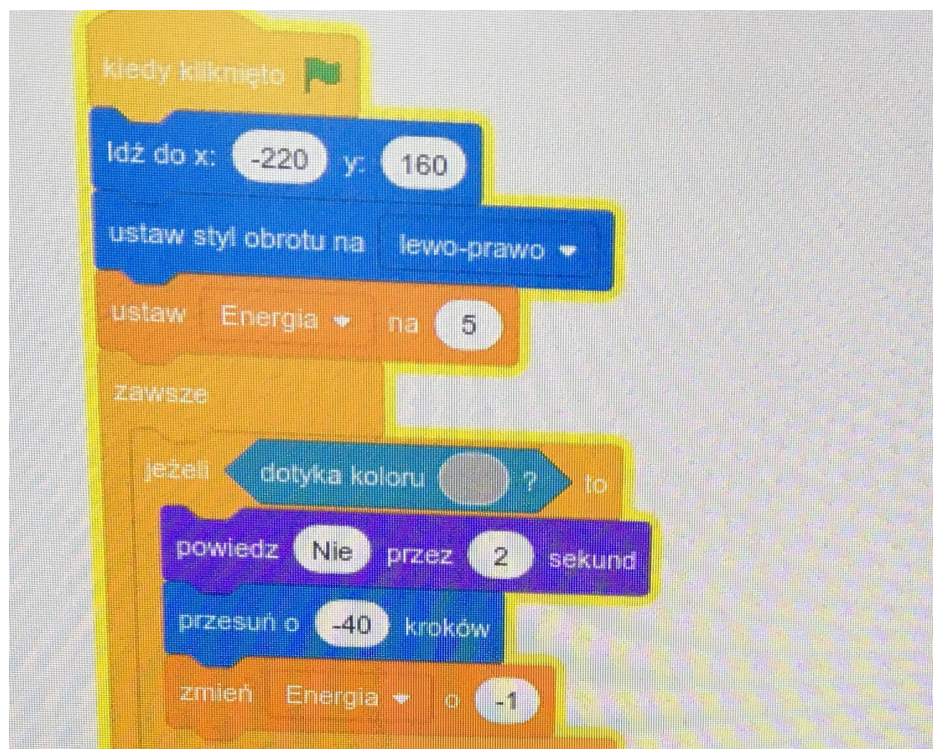 kiedy kliknięto
Idź do x: -220 y: 160
ustaw styl obrotu na lewo-prawo
ustaw Energia na 5
zawsze
jeżeli dotyka koloru ? to
powiedz Nie przez 2 sekund
przesuń o -40 kroków
zmień Energia o -1